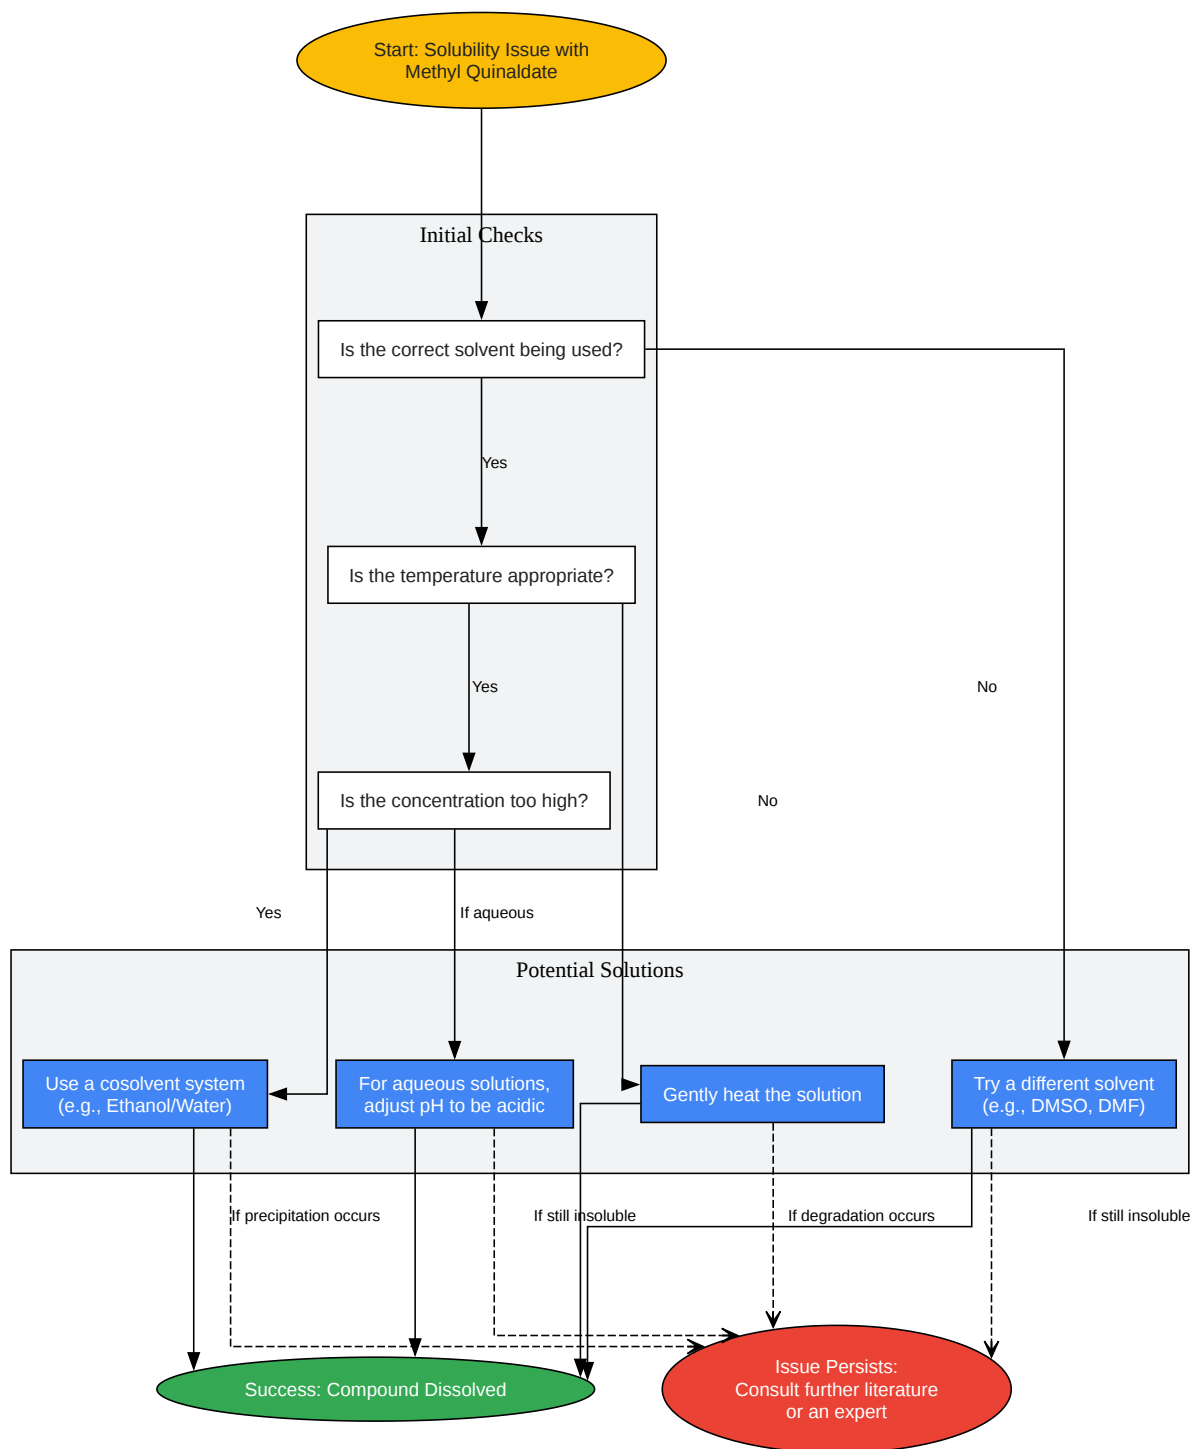 Start: Solubility Issue with
Methyl Quinaldate
Initial Checks
Is the correct solvent being used?
Yes
Is the temperature appropriate?
Yes
No
Is the concentration too high?
No
Yes
If aqueous
Potential Solutions
Use a cosolvent system
(e.g., Ethanol/Water)
For aqueous solutions,
adjust pH to be acidic
Gently heat the solution
Try a different solvent
(e.g., DMSO, DMF)
If precipitation occurs
If still insoluble
If degradation occurs
If still insoluble
Success: Compound Dissolved
Issue Persists:
Consult further literature
or an expert